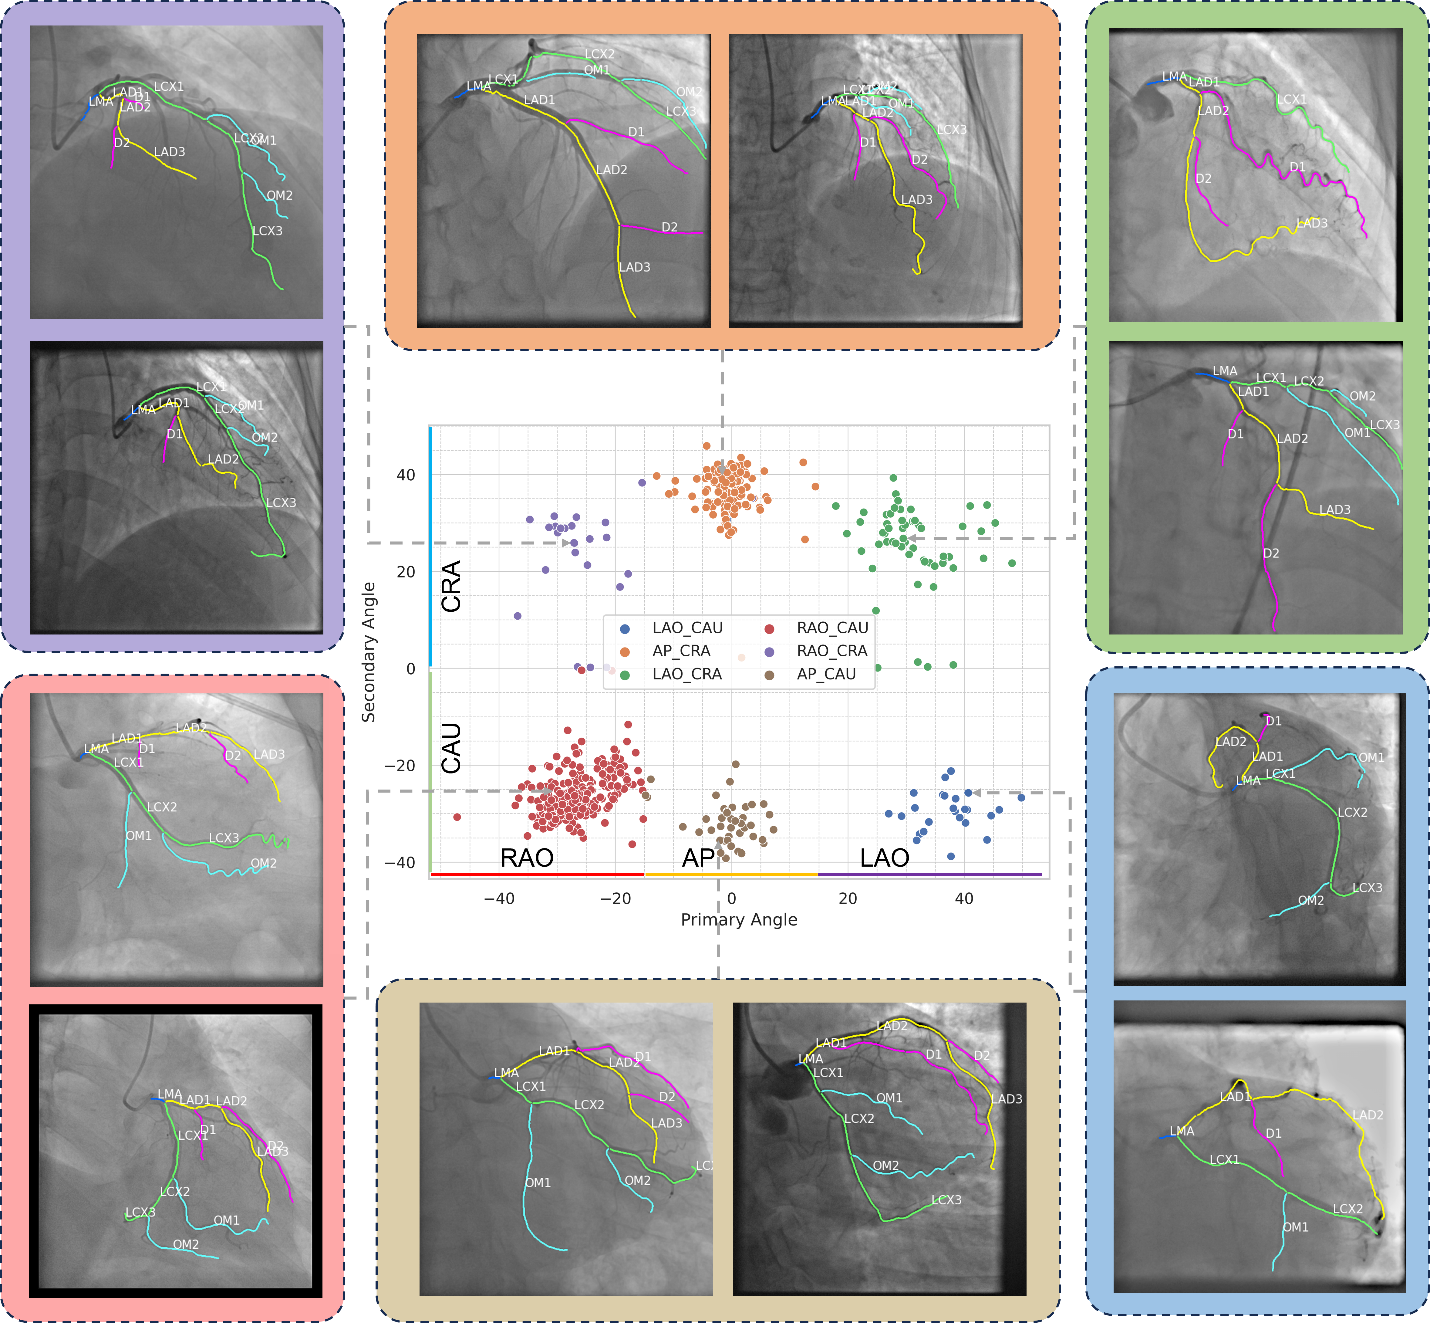 LCX1
LAD1
D1
LMA
LAD2
D2
LCX2
OM1
LAD3
OM2
LCX3
LCX1
LMA
LAD1
LCX2
OM1
D1
OM2
LAD2
LCX3
LCX2
LCX1
OM1
LMA
OM2
LAD1
LCX3
D1
LAD2
D2
LAD3
LCX1
OM2
LMA
LAD1
OM1
LAD2
LCX3
D1
D2
LAD3
LMA
LAD1
LCX1
LAD2
D1
D2
LAD3
LMA
LCX1
LCX2
LAD1
OM2
LCX3
D1
LAD2
OM1
LAD3
D2
40
20
0
−20
−40
Secondary Angle
CRA
CAU
LAO_CAU
AP_CRA
LAO_CRA
RAO_CAU
RAO_CRA
AP_CAU
RAO
AP
LAO
−40
−20
0
20
40
Primary Angle
LAD2
LAD1
LMA
D1
LCX1
D2
LAD3
LCX2
OM1
LCX3
OM2
LMA
LAD1
LAD2
LCX1
D1
D2
LAD3
LCX2
LCX3
OM1
OM2
LAD1
D1
LAD2
LMA
LCX1
D2
LCX2
LAD3
OM1
OM2
LCX
LAD2
LAD1
D1
D2
LMA
LCX1
OM1
LAD3
LCX2
OM2
LCX3
D1
LAD2
LAD1
OM1
LMA
LCX1
LCX2
LCX3
OM2
LAD1
LAD2
LMA
D1
LCX1
LCX2
OM1